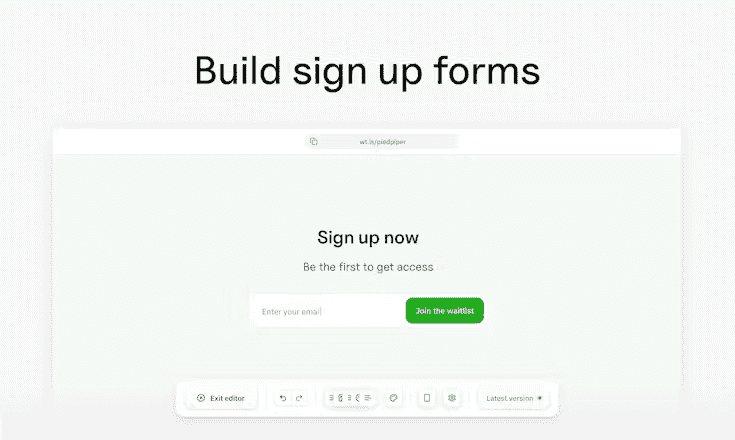 Build sign up forms
wt.ls/piedpiper
Sign up now
Be the first to get access
Enter your email
Join the waitlist
Exit editor
Latest version